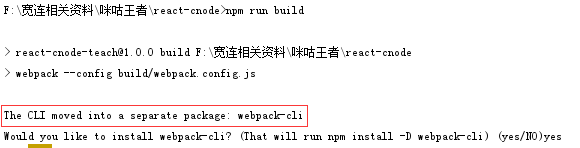 F:\宽连相关资料\咪咕王者\react-cnode>npm run build
> react-cnode-teach@1.0.0 build F:\宽连相关资料\咪咕王者\react-cnode
> webpack --config build/webpack.config.js
The CLI moved into a separate package: webpack-cli
Would you like to install webpack-cli? (That will run npm install -D webpack-cli) (yes/NO)yes